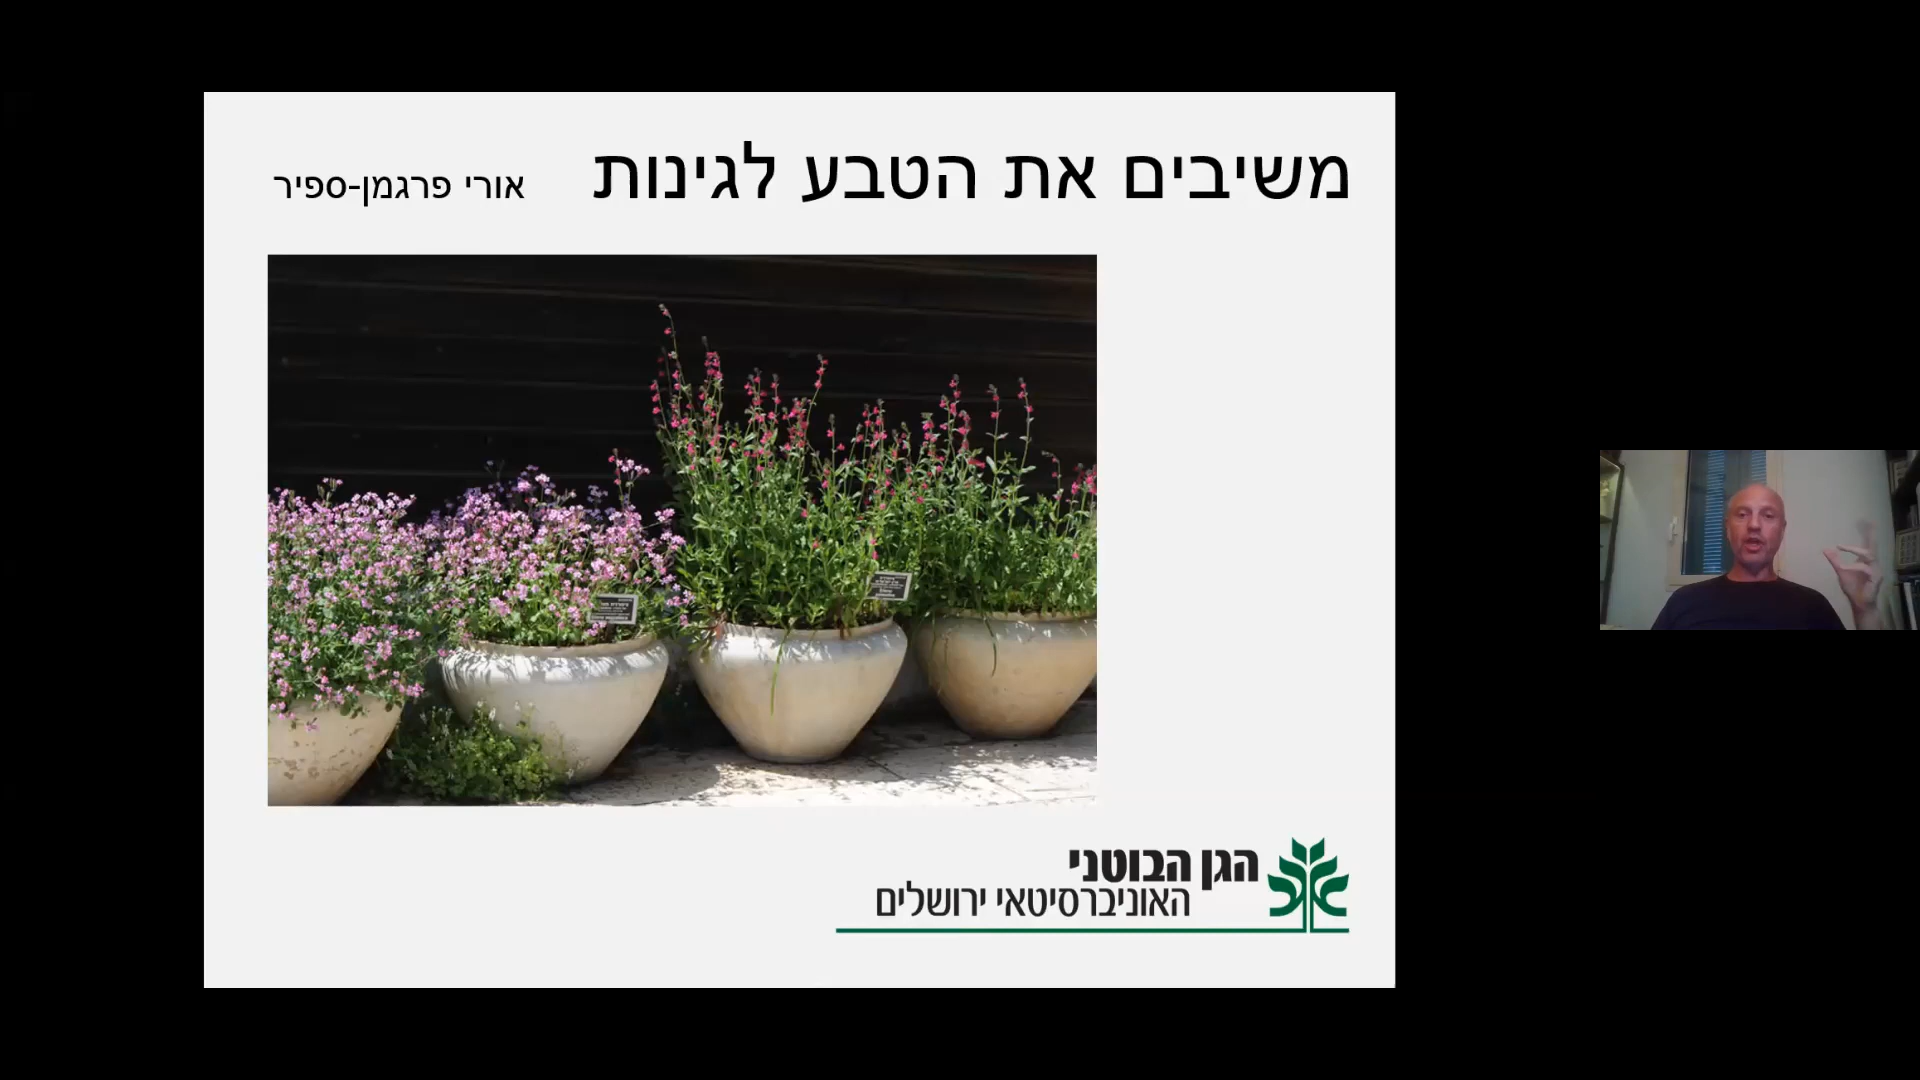 משיבים את הטבע לגינות
אורי פרגמן-ספיר
הגן הבוטני
האוניברסיטאי ירושלים